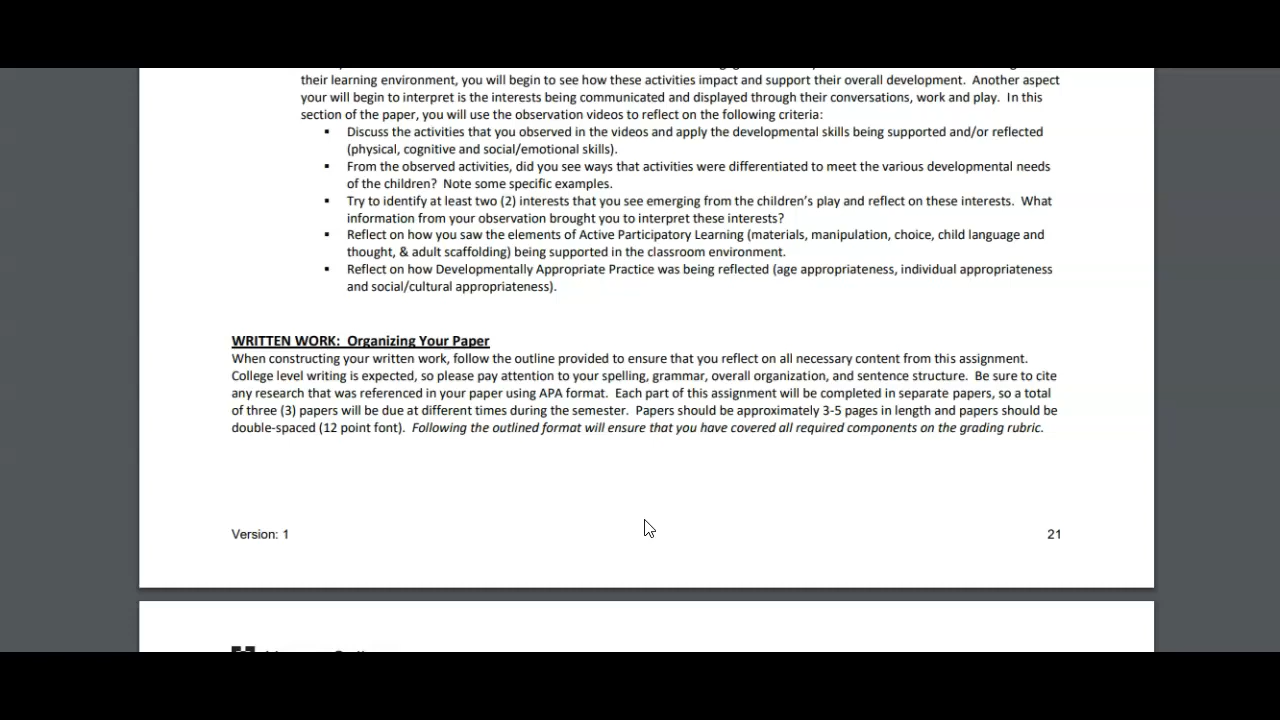 their learning environment, you will begin to see how these activities impact and support their overall development.  Another aspect
your will begin to interpret is the interests being communicated and displayed through their conversations, work and play.  In this
section of the paper, you will use the observation videos to reflect on the following criteria:
▪ Discuss the activities that you observed in the videos and apply the developmental skills being supported and/or reflected
(physical, cognitive and social/emotional skills).
▪ From the observed activities, did you see ways that activities were differentiated to meet the various developmental needs
of the children?  Note some specific examples.
▪ Try to identify at least two (2) interests that you see emerging from the children's play and reflect on these interests.  What
information from your observation brought you to interpret these interests?
▪ Reflect on how you saw the elements of Active Participatory Learning (materials, manipulation, choice, child language and
thought, & adult scaffolding) being supported in the classroom environment.
▪ Reflect on how Developmentally Appropriate Practice was being reflected (age appropriateness, individual appropriateness
and social/cultural appropriateness).
WRITTEN WORK:  Organizing Your Paper
When constructing your written work, follow the outline provided to ensure that you reflect on all necessary content from this assignment.
College level writing is expected, so please pay attention to your spelling, grammar, overall organization, and sentence structure.  Be sure to cite
any research that was referenced in your paper using APA format.  Each part of this assignment will be completed in separate papers, so a total
of three (3) papers will be due at different times during the semester.  Papers should be approximately 3-5 pages in length and papers should be
double-spaced (12 point font).  Following the outlined format will ensure that you have covered all required components on the grading rubric.
Version: 1
21